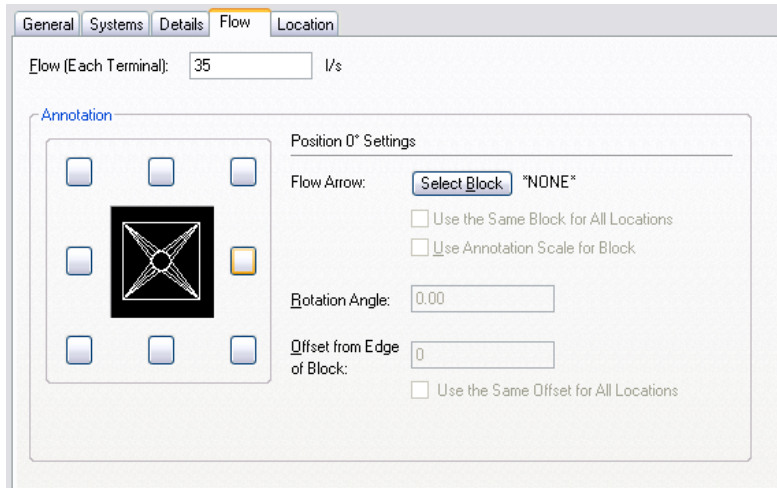 General Systems Details Flow Location
Flow (Each Terminal): 35 l/s
Annotation
Position 0° Settings
Flow Arrow: Select Block *NONE*
Use the Same Block for All Locations
Use Annotation Scale for Block
Rotation Angle: 0.00
Offset from Edge
of Block: 0
Use the Same Offset for All Locations